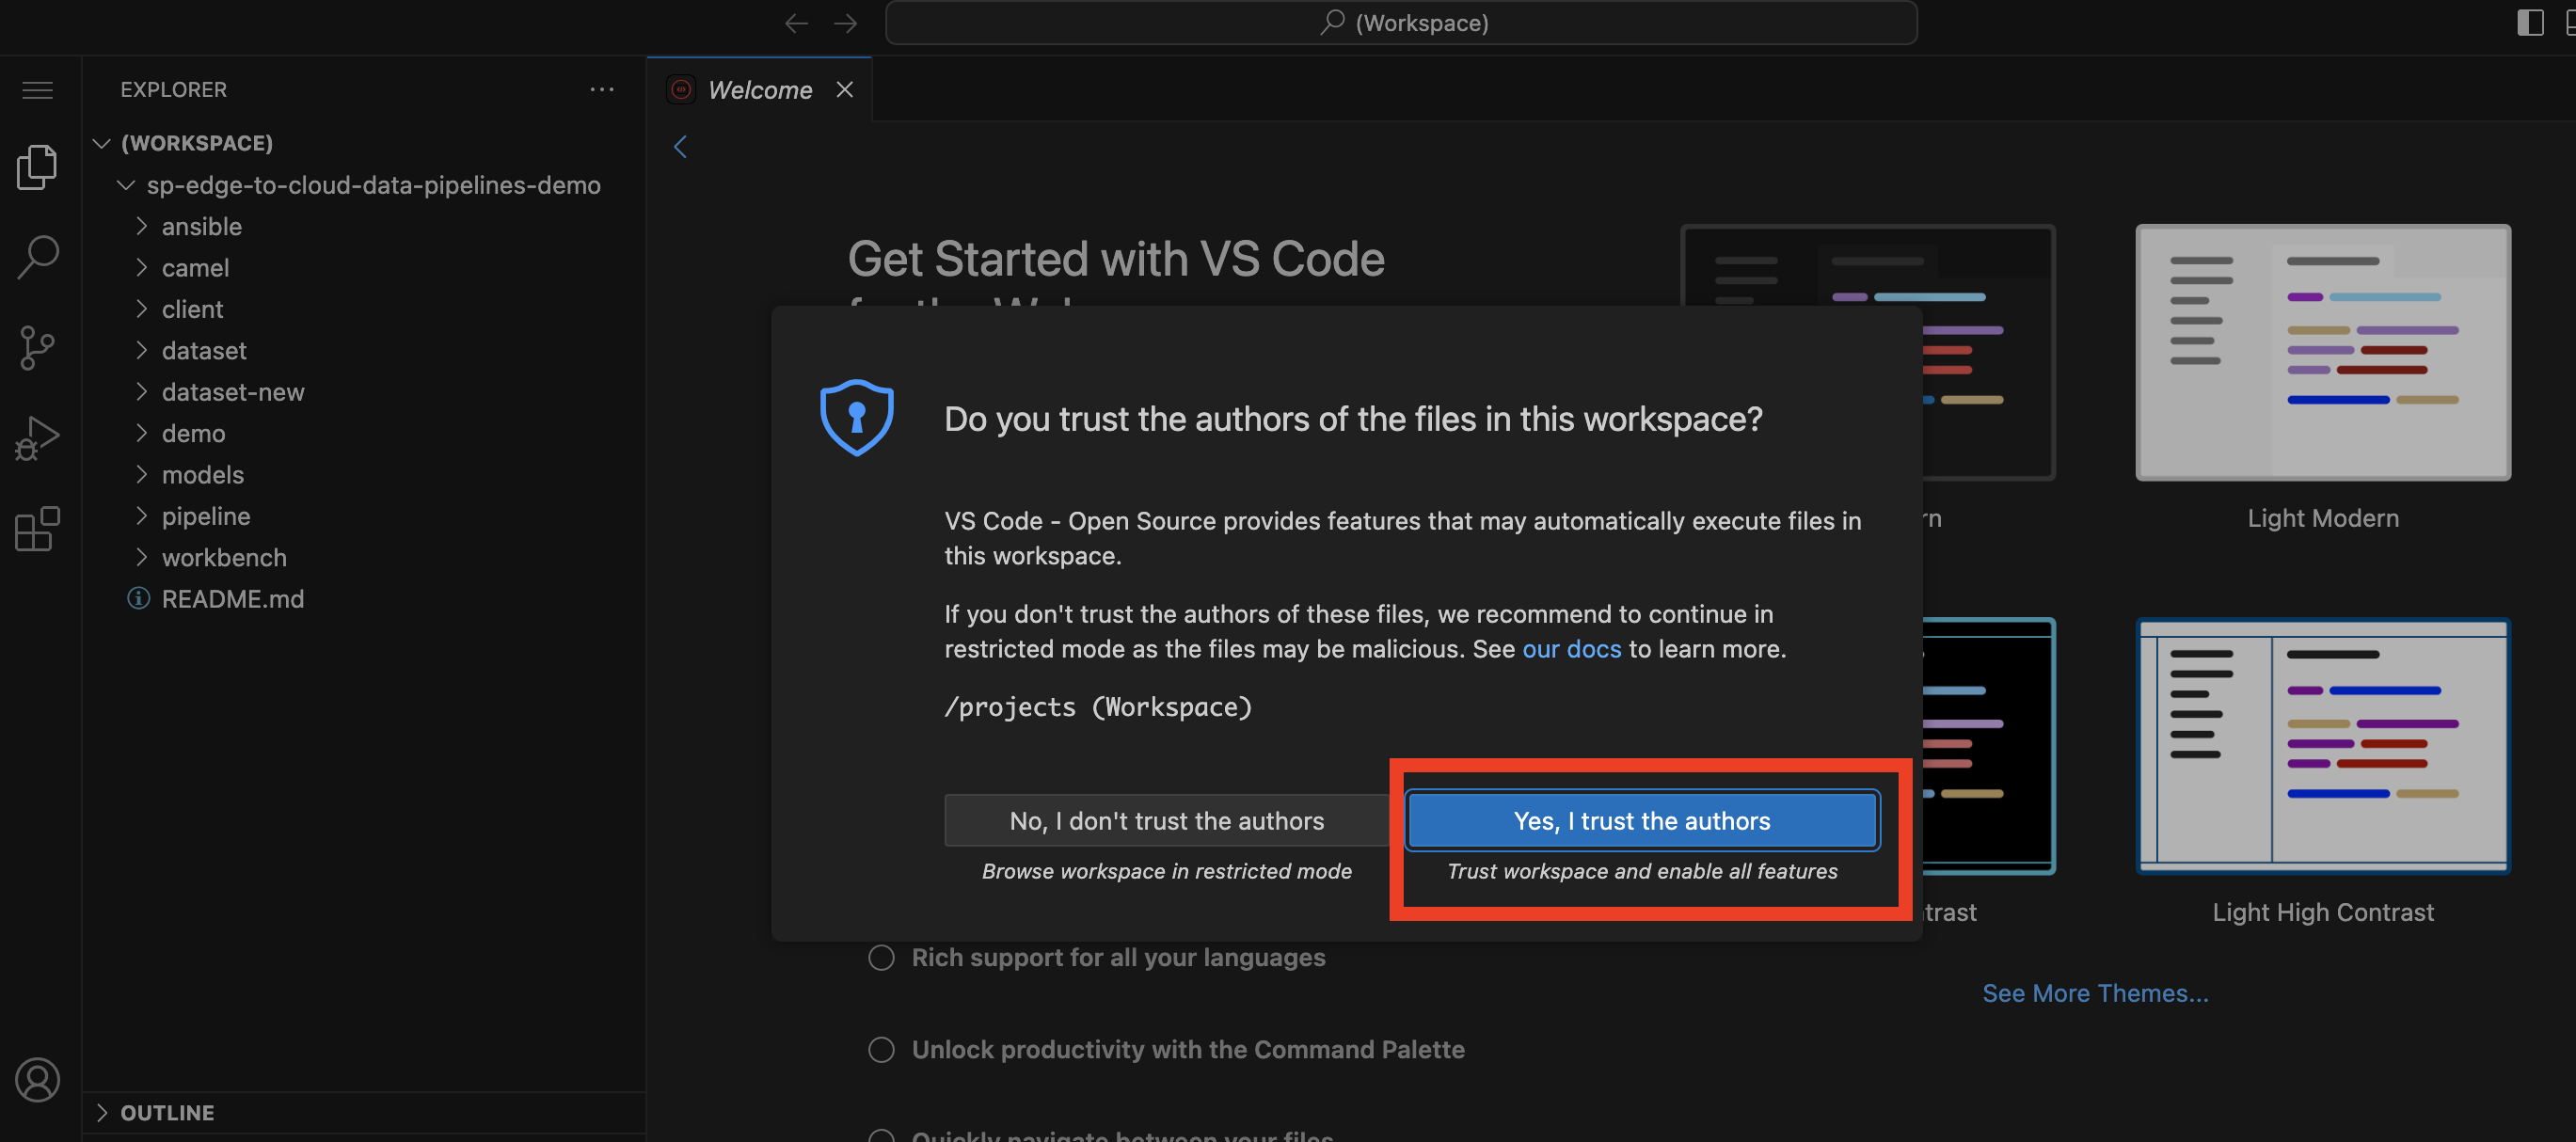 (Workspace)
EXPLORER
Welcome
(WORKSPACE)
sp-edge-to-cloud-data-pipelines-demo
ansible
camel
client
dataset
dataset-new
demo
models
pipeline
workbench
README.md
OUTLINE
Get Started with VS Code
Do you trust the authors of the files in this workspace?
VS Code - Open Source provides features that may automatically execute files in
this workspace.
If you don't trust the authors of these files, we recommend to continue in
restricted mode as the files may be malicious. See our docs to learn more.
/projects (Workspace)
No, I don't trust the authors
Yes, I trust the authors
Browse workspace in restricted mode
Trust workspace and enable all features
Light Modern
Light High Contrast
See More Themes...
Rich support for all your languages
Unlock productivity with the Command Palette
Quickly navigate between your files